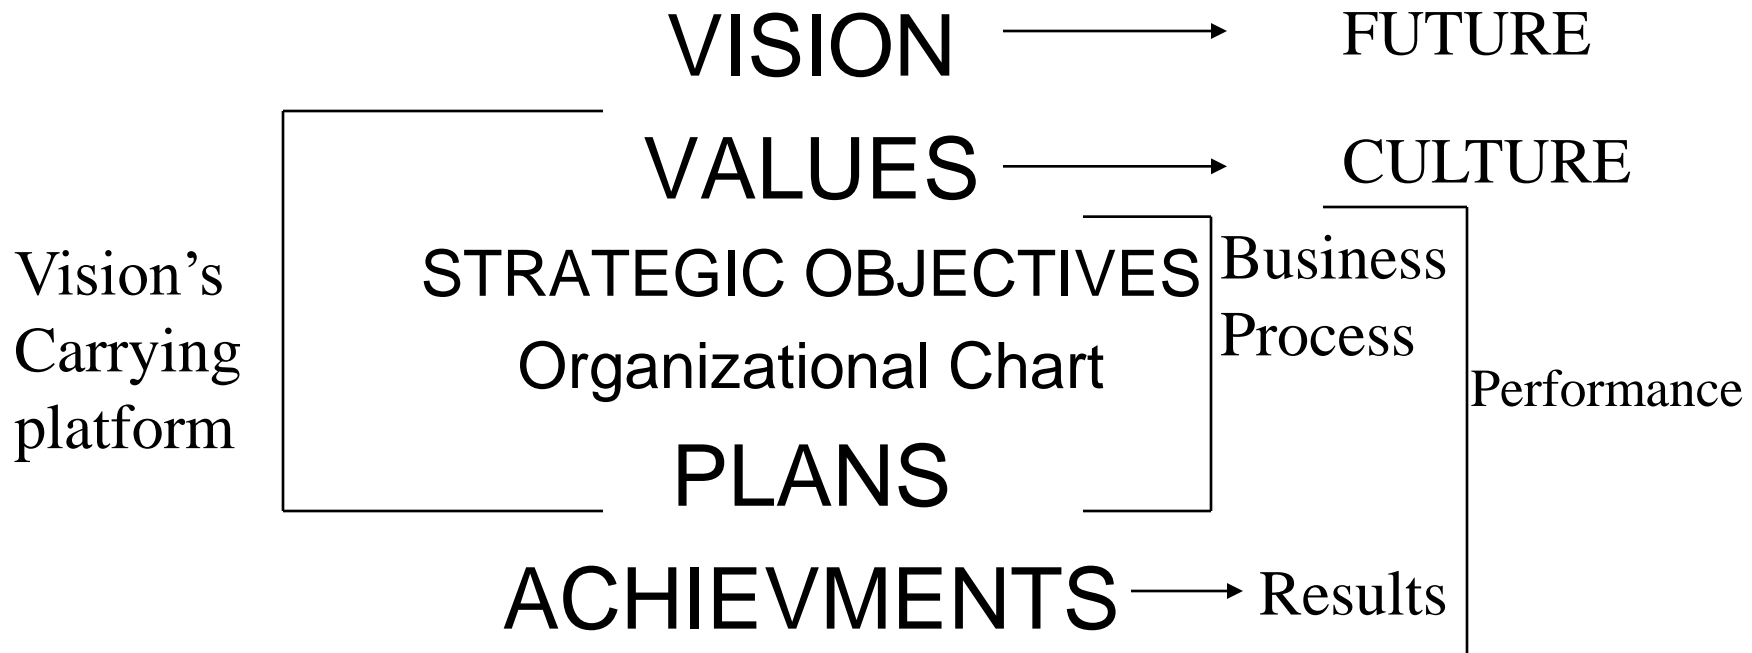 VISION FUTURE
VALUES CULTURE
Vision’s
Carrying
platform
STRATEGIC OBJECTIVES
Organizational Chart
PLANS
Business
Process
Performance
ACHIEVMENTS Results